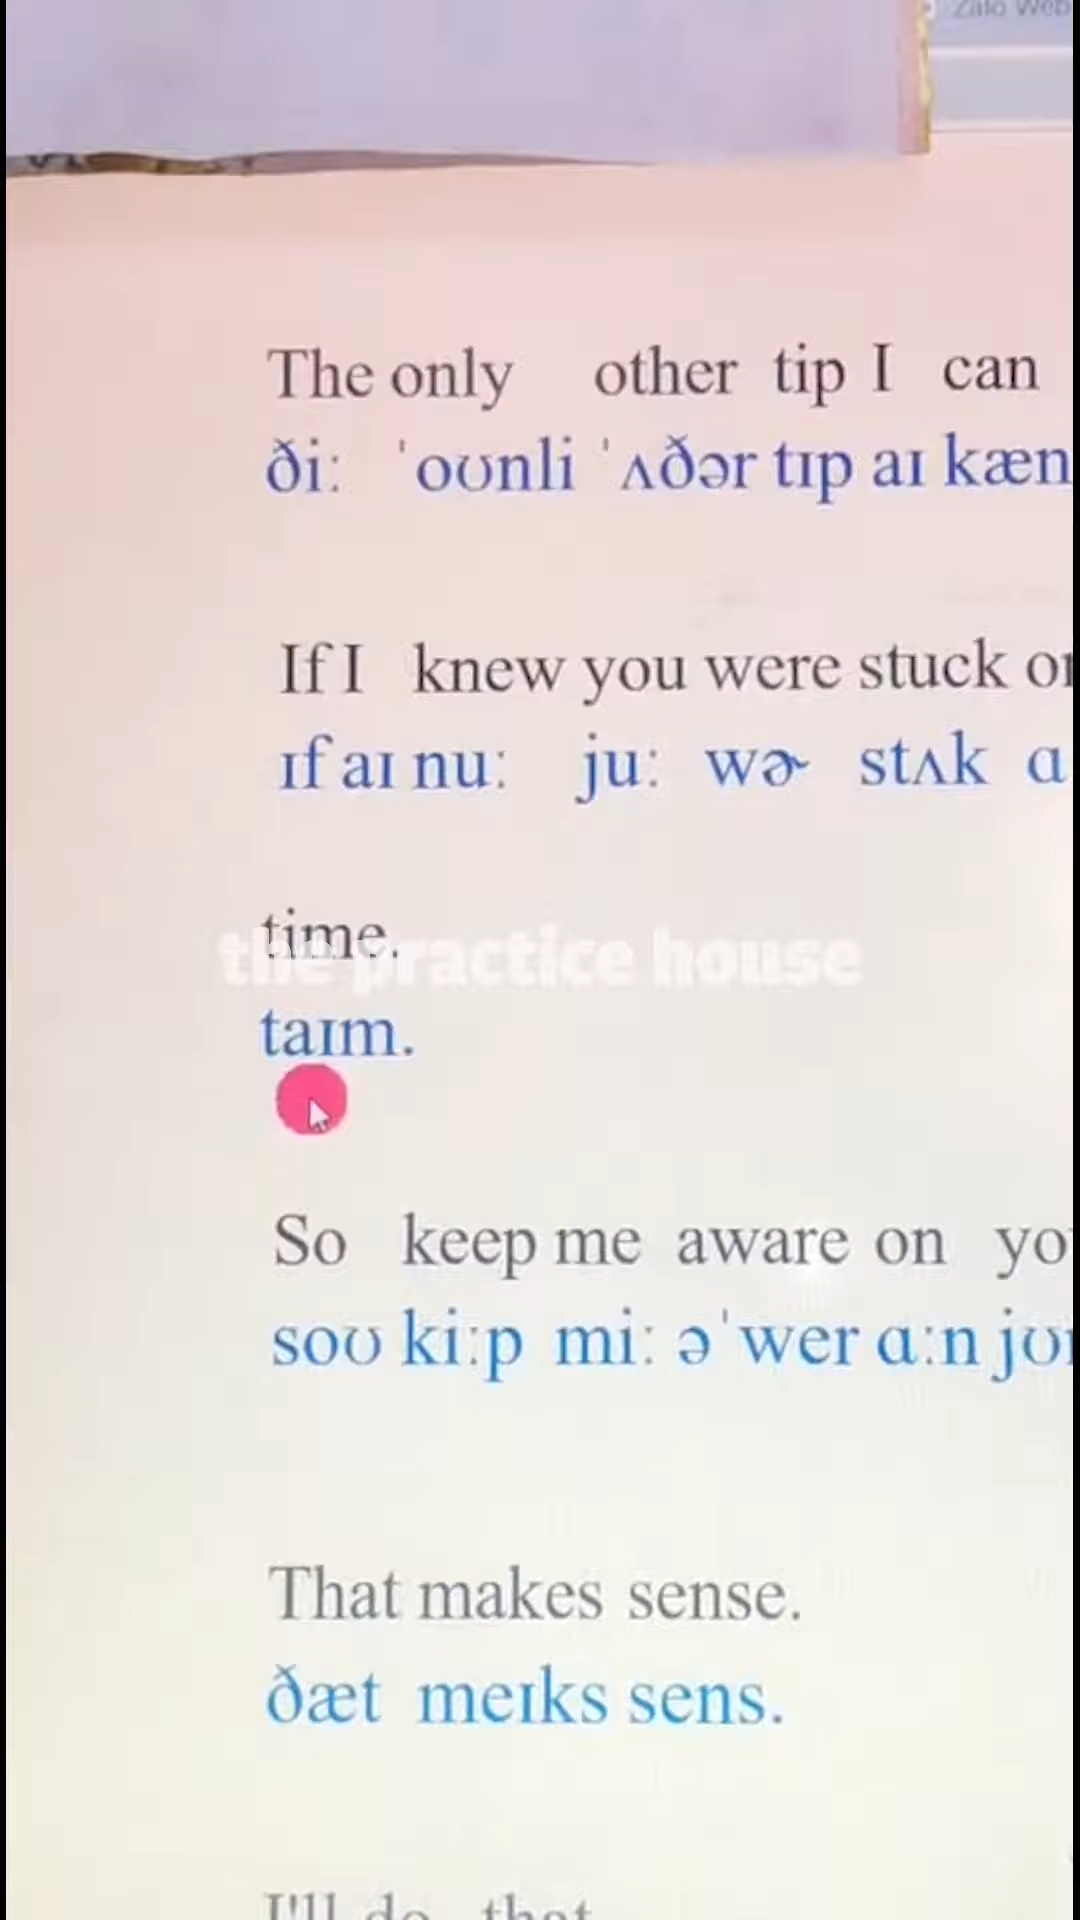 Zalo Web
The only other tip I can
ðiː ˈoʊnli ˈʌðər tɪp aɪ kæn
If I knew you were stuck on
ɪf aɪ nuː juː wɚ stʌk ɑ
time.
the practice house
taɪm.
So keep me aware on yo
soʊ kiːp miː əˈwer ɑːn jʊr
That makes sense.
ðæt meɪks sens.
I'll do that